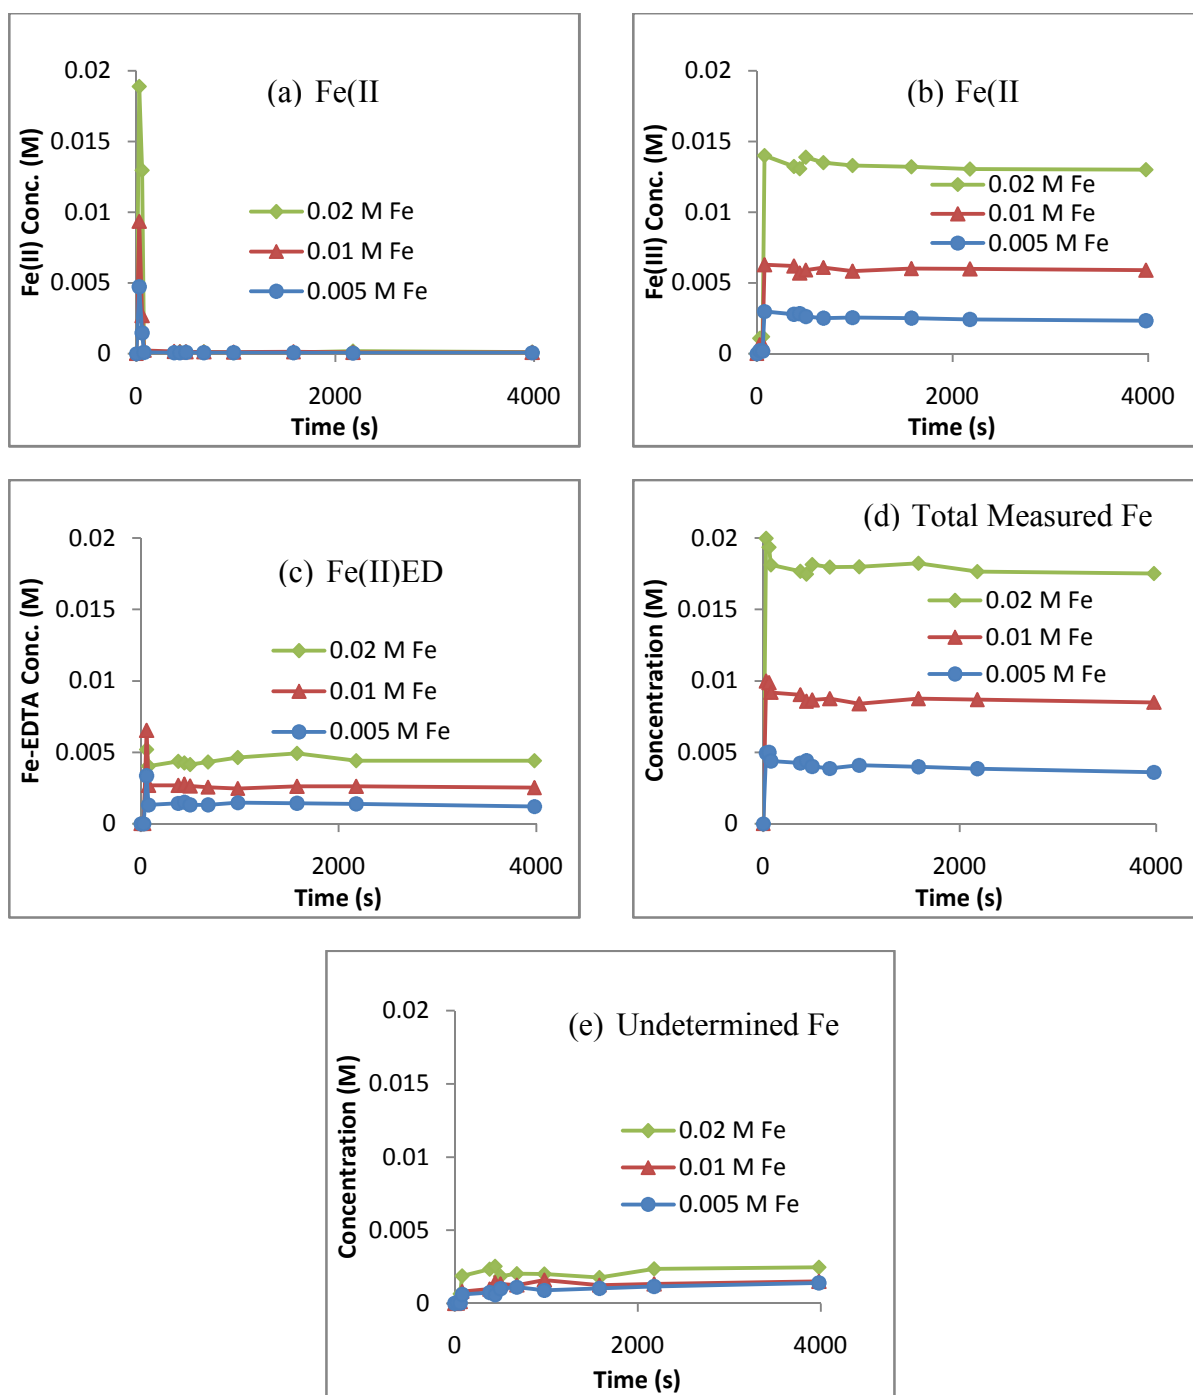 (a) Fe(II
Fe(II) Conc. (M)
0.02
0.015
0.01
0.005
0
0.02 M Fe
0.01 M Fe
0.005 M Fe
0
2000
4000
Time (s)
(b) Fe(II
Fe(III) Conc. (M)
0.02
0.015
0.01
0.005
0
0.02 M Fe
0.01 M Fe
0.005 M Fe
0
2000
4000
Time (s)
(c) Fe(II)ED
Fe-EDTA Conc. (M)
0.02
0.015
0.01
0.005
0
0.02 M Fe
0.01 M Fe
0.005 M Fe
0
2000
4000
Time (s)
(d) Total Measured Fe
Concentration (M)
0.02
0.015
0.01
0.005
0
0.02 M Fe
0.01 M Fe
0.005 M Fe
0
2000
4000
Time (s)
(e) Undetermined Fe
Concentration (M)
0.02
0.015
0.01
0.005
0
0.02 M Fe
0.01 M Fe
0.005 M Fe
0
2000
4000
Time (s)